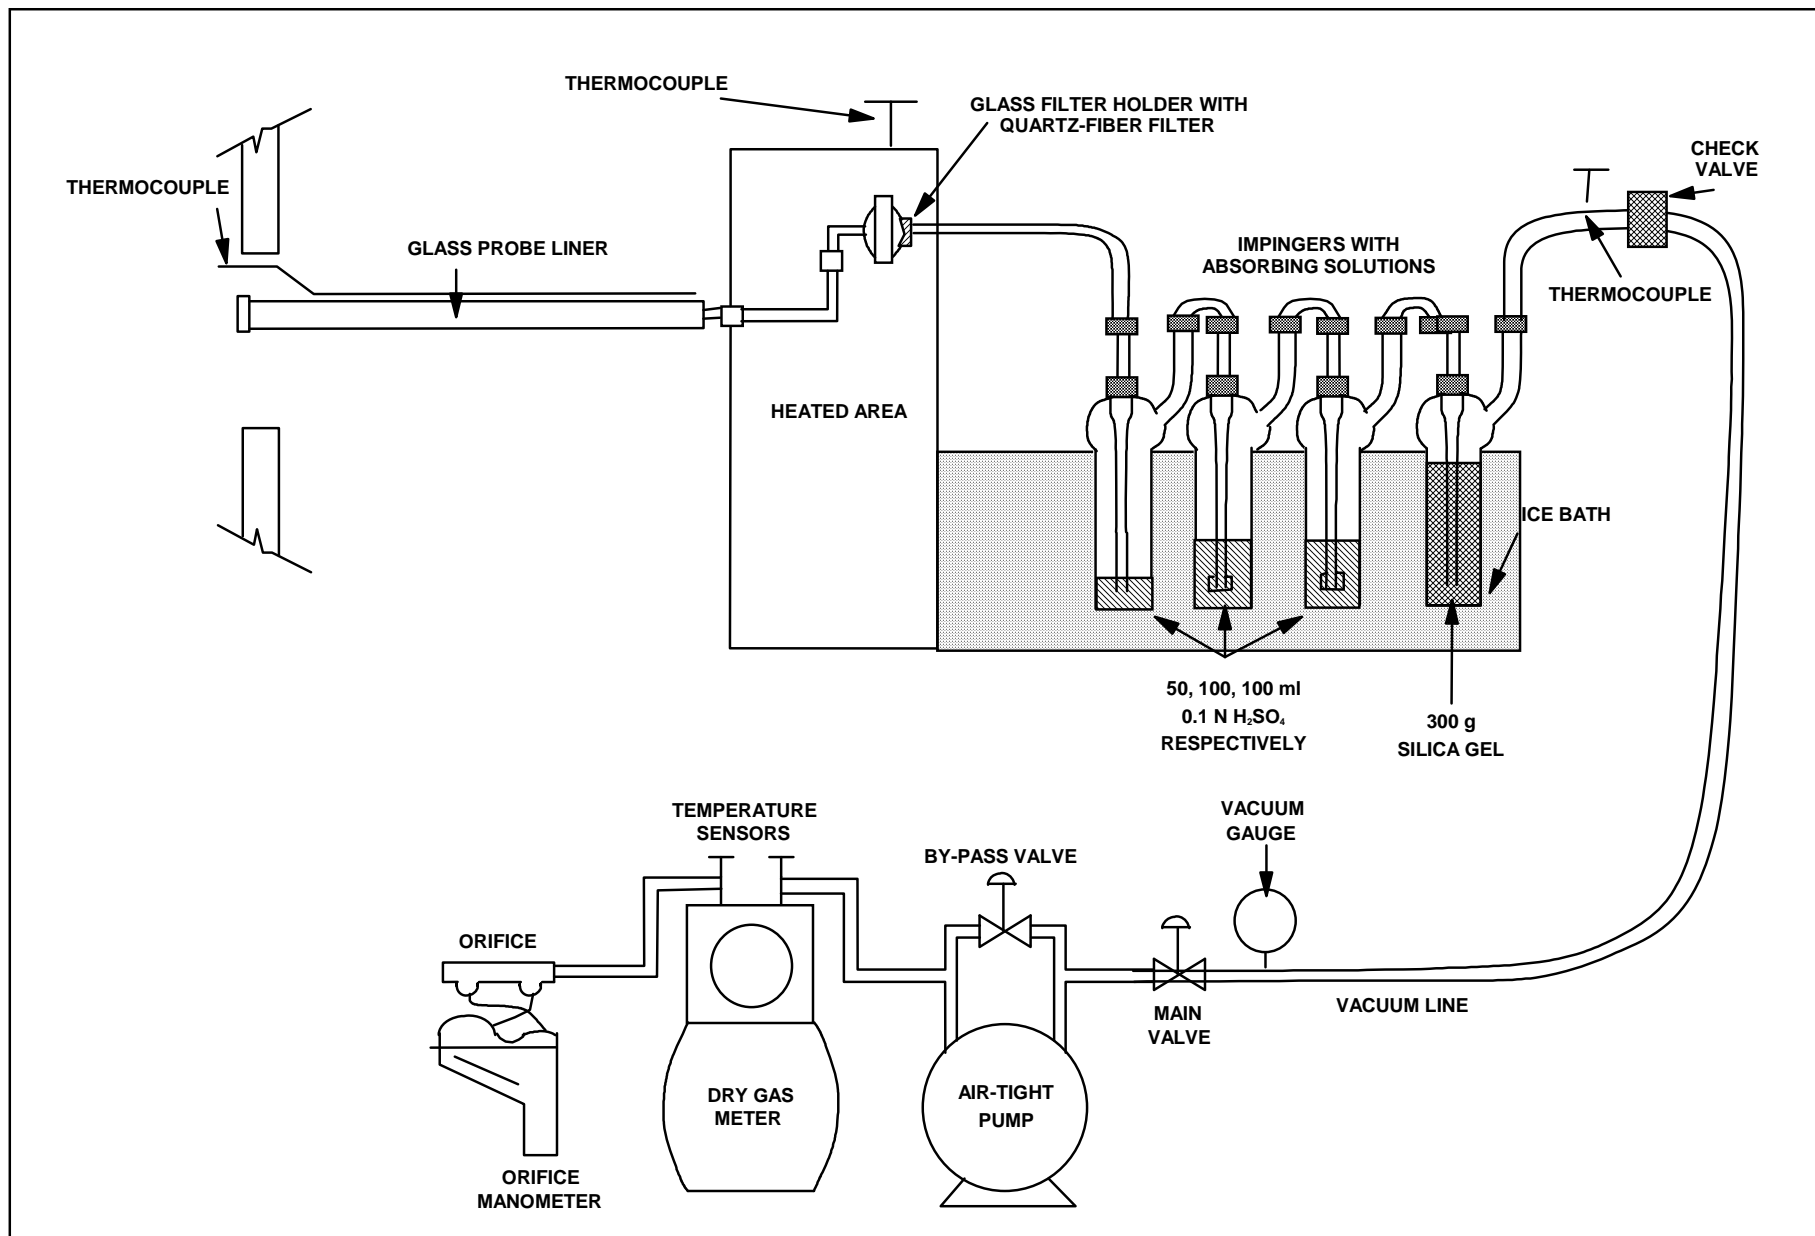 THERMOCOUPLE
GLASS FILTER HOLDER WITH
QUARTZ-FIBER FILTER
CHECK
VALVE
THERMOCOUPLE
GLASS PROBE LINER
IMPINGERS WITH
ABSORBING SOLUTIONS
THERMOCOUPLE
HEATED AREA
ICE BATH
50, 100, 100 ml
0.1 N H₂SO₄
RESPECTIVELY
300 g
SILICA GEL
TEMPERATURE
SENSORS
VACUUM
GAUGE
BY-PASS VALVE
ORIFICE
MAIN
VALVE
VACUUM LINE
DRY GAS
METER
AIR-TIGHT
PUMP
ORIFICE
MANOMETER